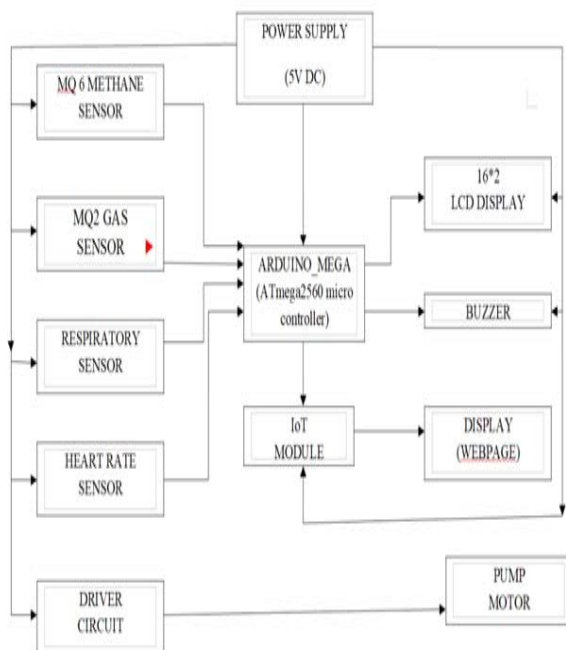 POWER SUPPLY
(5V DC)
MQ 6 METHANE
SENSOR
MQ2 GAS
SENSOR
RESPIRATORY
SENSOR
HEART RATE
SENSOR
DRIVER
CIRCUIT
ARDUINO_MEGA
(ATmega2560 micro
controller)
IoT
MODULE
16*2
LCD DISPLAY
BUZZER
DISPLAY
(WEBPAGE)
PUMP
MOTOR